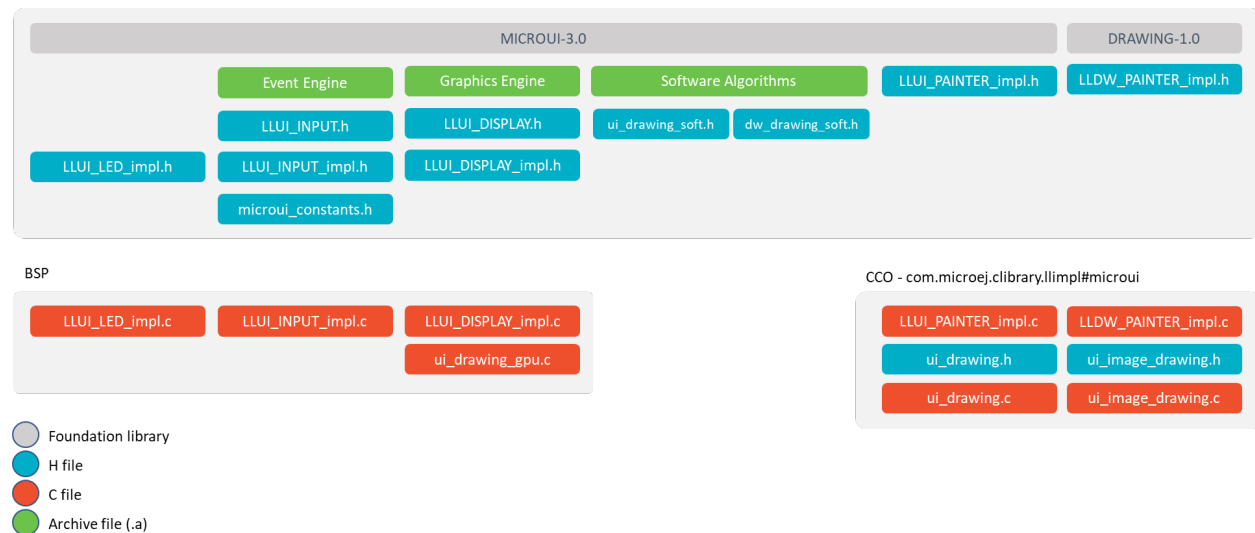 MICROUI-3.0
DRAWING-1.0
Event Engine
Graphics Engine
Software Algorithms
LLUI_PAINTER_impl.h
LLDW_PAINTER_impl.h
LLUI_INPUT.h
LLUI_DISPLAY.h
ui_drawing_soft.h
dw_drawing_soft.h
LLUI_LED_impl.h
LLUI_INPUT_impl.h
LLUI_DISPLAY_impl.h
microui_constants.h
BSP
LLUI_LED_impl.c
LLUI_INPUT_impl.c
LLUI_DISPLAY_impl.c
ui_drawing_gpu.c
CCO - com.microej.clibrary.llimpl#microui
LLUI_PAINTER_impl.c
LLDW_PAINTER_impl.c
ui_drawing.h
ui_image_drawing.h
ui_drawing.c
ui_image_drawing.c
Foundation library
H file
C file
Archive file (.a)